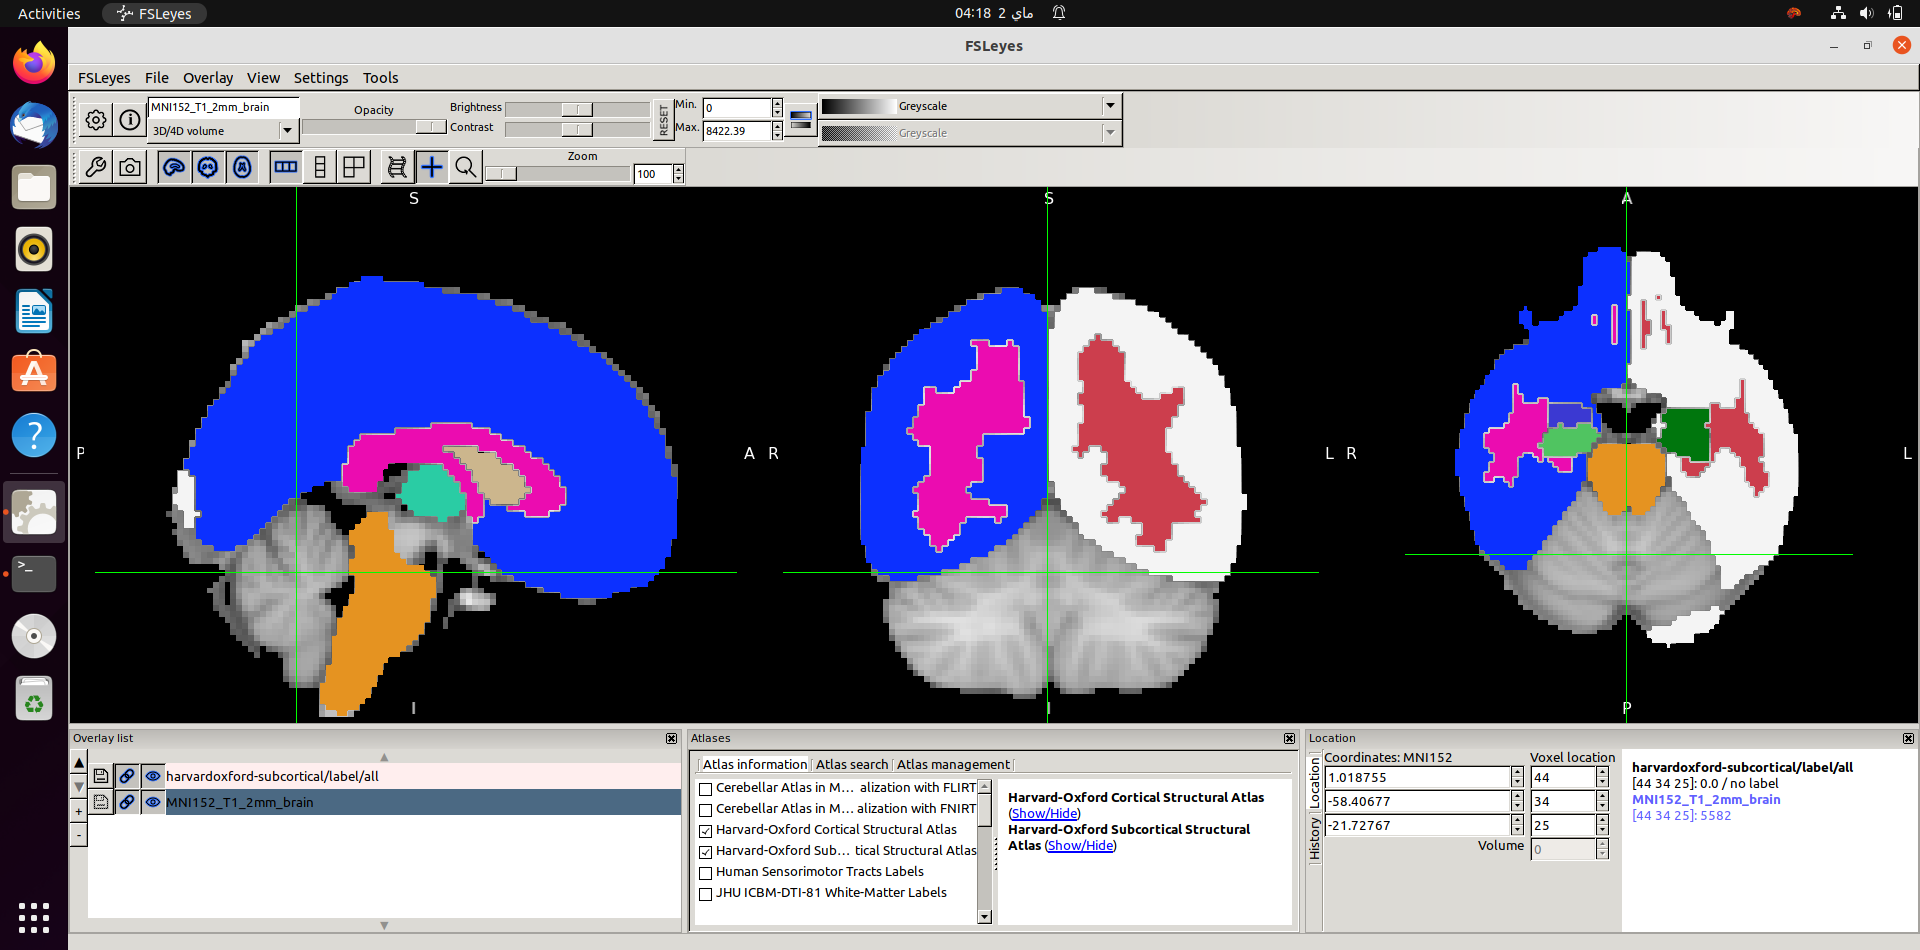 Activities
FSLeyes
04:18 2 ماي
FSLeyes
FSLeyes File Overlay View Settings Tools
MNI152_T1_2mm_brain
3D/4D volume
Opacity
Brightness
Contrast
RESET
Min. 0
Max. 8422.39
Greyscale
Greyscale
Zoom
100
S
P
A
I
S
R
L
I
A
R
L
P
Overlay list
harvardoxford-subcortical/label/all
MNI152_T1_2mm_brain
Atlases
Atlas information Atlas search Atlas management
Cerebellar Atlas in M... alization with FLIRT
Cerebellar Atlas in M... alization with FNIRT
Harvard-Oxford Cortical Structural Atlas
Harvard-Oxford Sub... tical Structural Atlas
Human Sensorimotor Tracts Labels
JHU ICBM-DTI-81 White-Matter Labels
Harvard-Oxford Cortical Structural Atlas
(Show/Hide)
Harvard-Oxford Subcortical Structural
Atlas (Show/Hide)
Location
Location
History
Coordinates: MNI152 Voxel location
1.018755 44
-58.40677 34
-21.72767 25
Volume 0
harvardoxford-subcortical/label/all
[44 34 25]: 0.0 / no label
MNI152_T1_2mm_brain
[44 34 25]: 5582